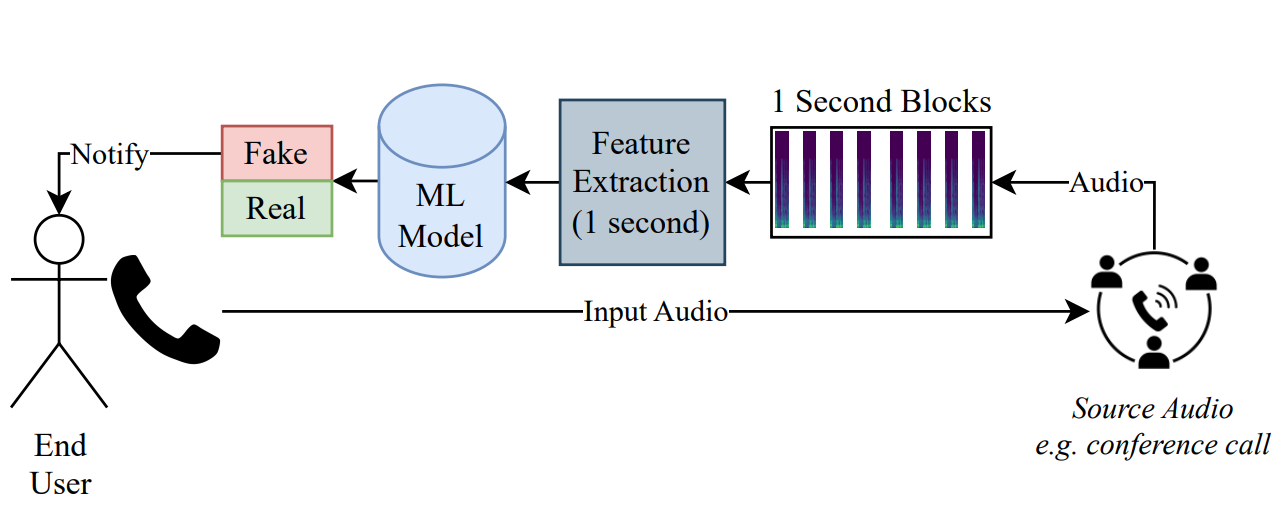 1 Second Blocks
Notify
Fake
Real
ML
Model
Feature
Extraction
(1 second)
Audio
Input Audio
Source Audio
e.g. conference call
End
User